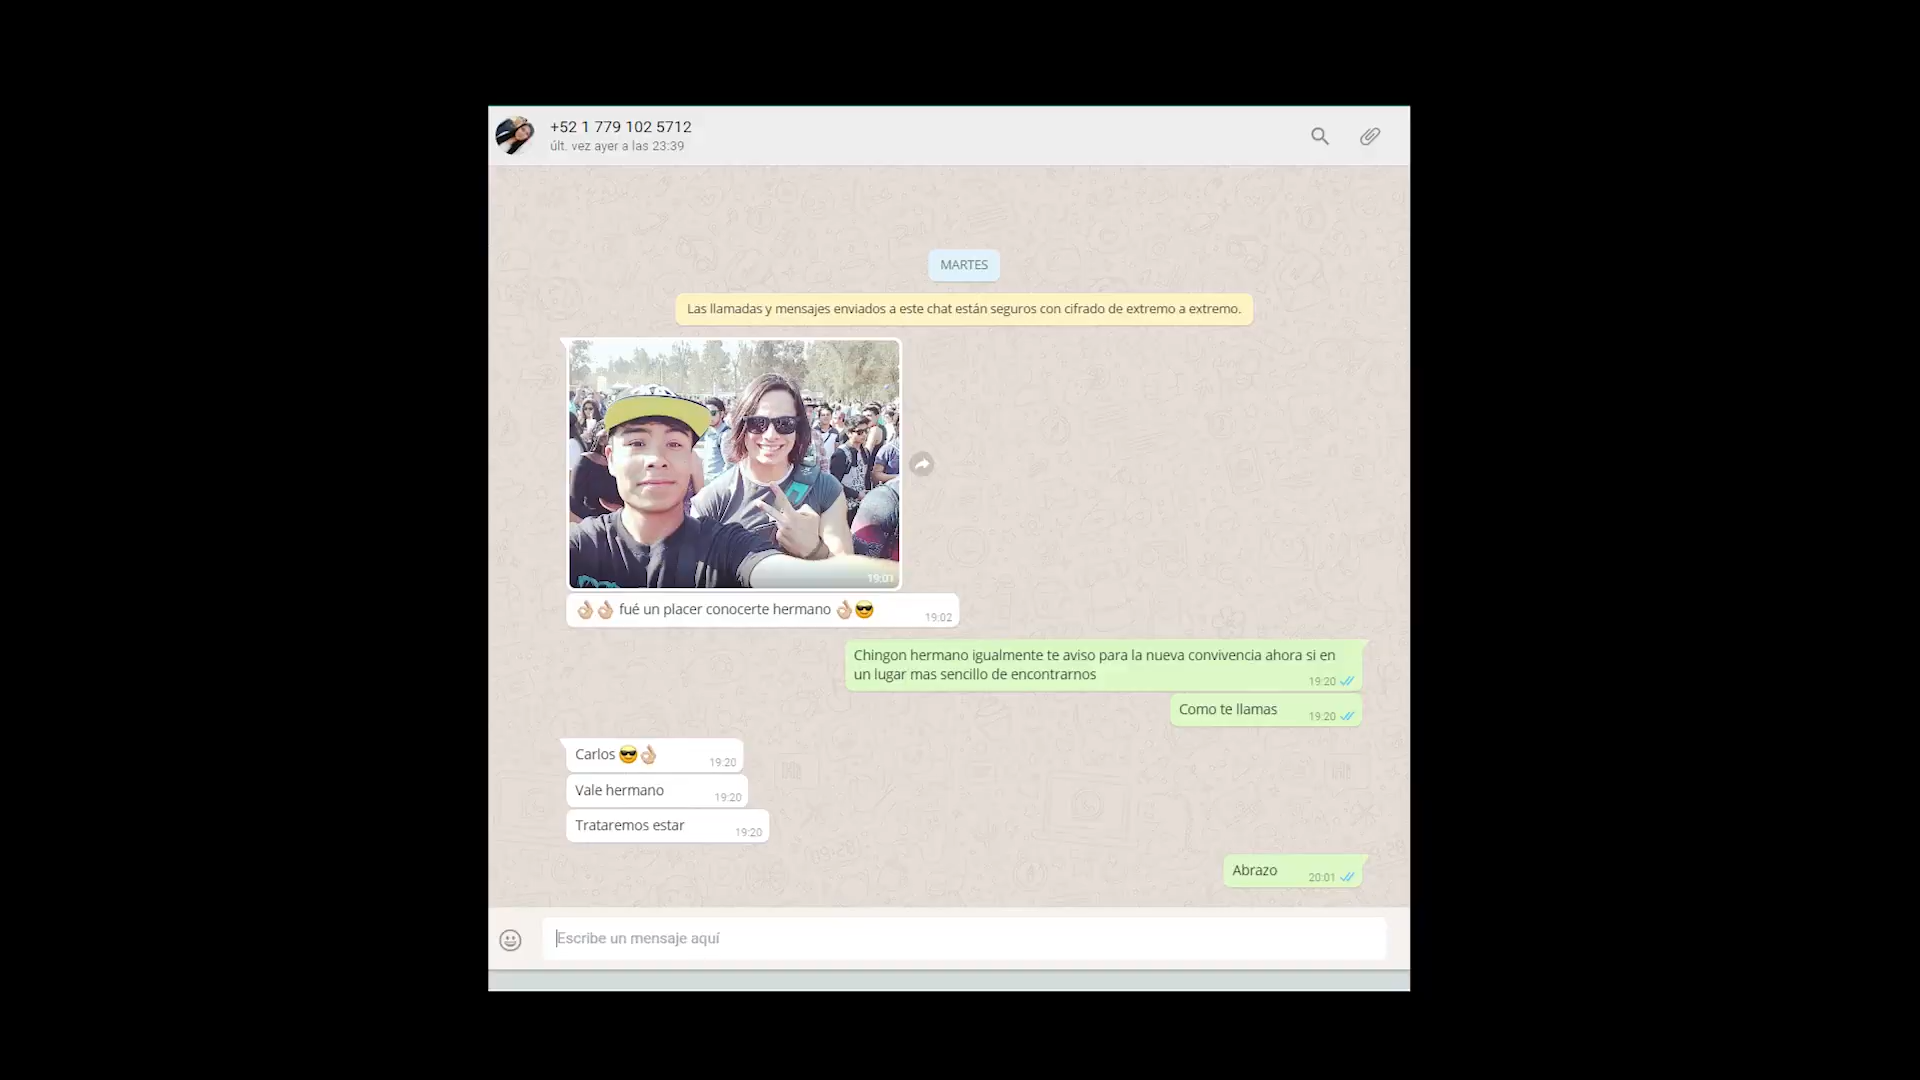 +52 1 779 102 5712
últ. vez ayer a las 23:39
MARTES
Las llamadas y mensajes enviados a este chat están seguros con cifrado de extremo a extremo.
19:01
👌🏼👌🏼 fué un placer conocerte hermano 👌🏼😎
19:02
Chingon hermano igualmente te aviso para la nueva convivencia ahora si en
un lugar mas sencillo de encontrarnos
19:20
Como te llamas 19:20
Carlos 😎👌🏼 19:20
Vale hermano 19:20
Trataremos estar 19:20
Abrazo 20:01
Escribe un mensaje aquí